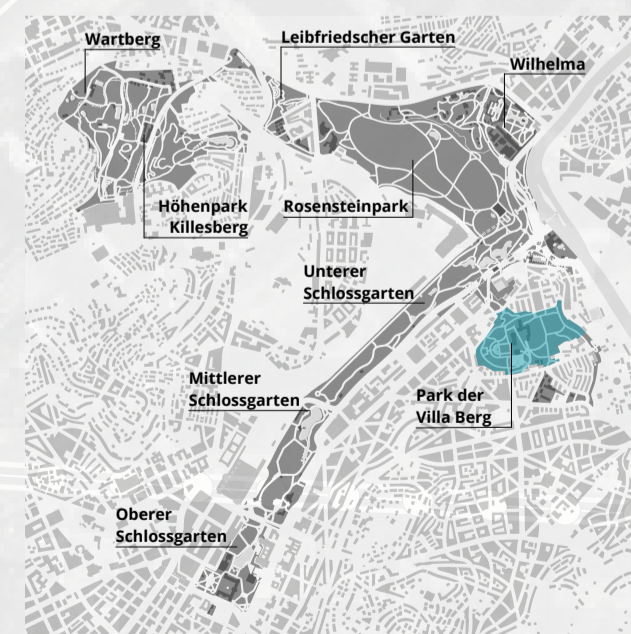 Wartberg
Leibfriedscher Garten
Wilhelma
Höhenpark
Killesberg
Rosensteinpark
Unterer
Schlossgarten
Mittlerer
Schlossgarten
Park der
Villa Berg
Oberer
Schlossgarten